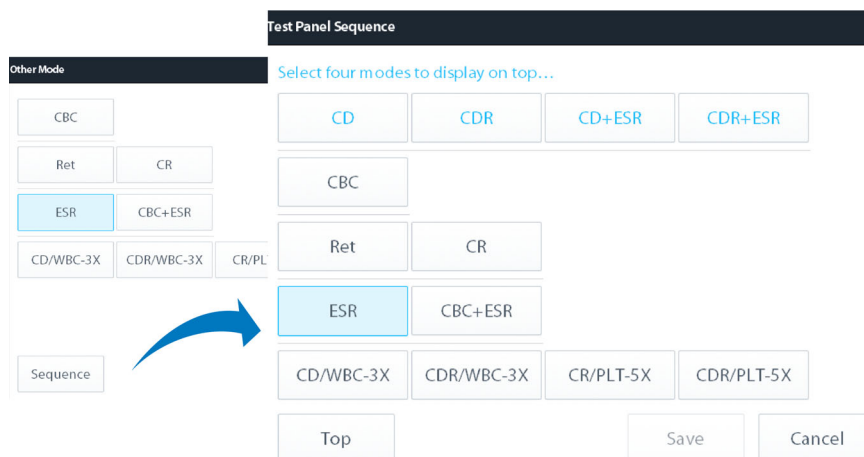 Other Mode
CBC
Ret CR
ESR CBC+ESR
CD/WBC-3X CDR/WBC-3X CR/PL
Sequence
Test Panel Sequence
Select four modes to display on top...
CD CDR CD+ESR CDR+ESR
CBC
Ret CR
ESR CBC+ESR
CD/WBC-3X CDR/WBC-3X CR/PLT-5X CDR/PLT-5X
Top Save Cancel